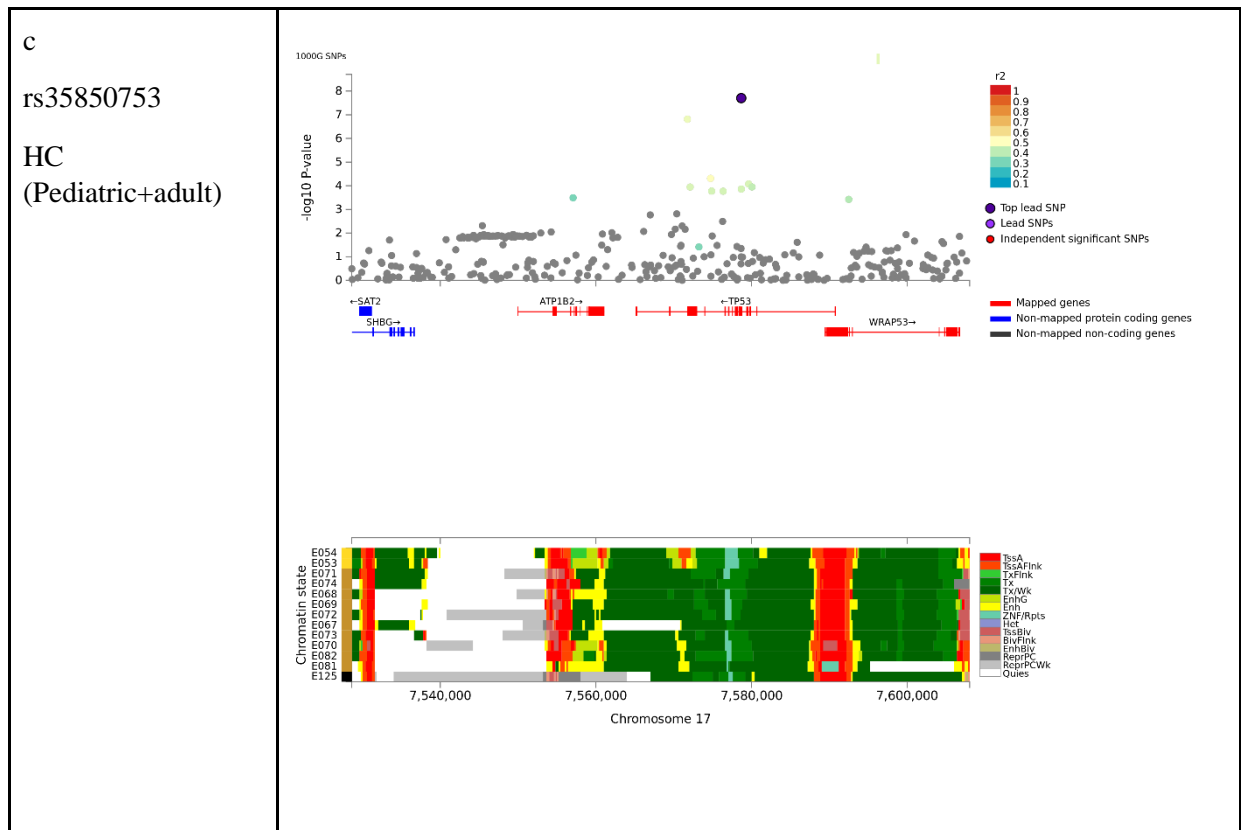 c
rs35850753
HC
(Pediatric+adult)
1000G SNPs
-log10 P-value
8
7
6
5
4
3
2
1
0
r2
1
0.9
0.8
0.7
0.6
0.5
0.4
0.3
0.2
0.1
Top lead SNP
Lead SNPs
Independent significant SNPs
←SAT2
ATP1B2→
←TP53
SHBG→
WRAP53→
Mapped genes
Non-mapped protein coding genes
Non-mapped non-coding genes
Chromatin state
E054
E053
E071
E074
E068
E069
E072
E067
E073
E070
E082
E081
E125
TssA
TssAFlnk
TxFlnk
Tx
Tx/Wk
EnhG
Enh
ZNF/Rpts
Het
TssBiv
BivFlnk
EnhBiv
ReprPC
ReprPCWk
Quies
7,540,000
7,560,000
7,580,000
7,600,000
Chromosome 17